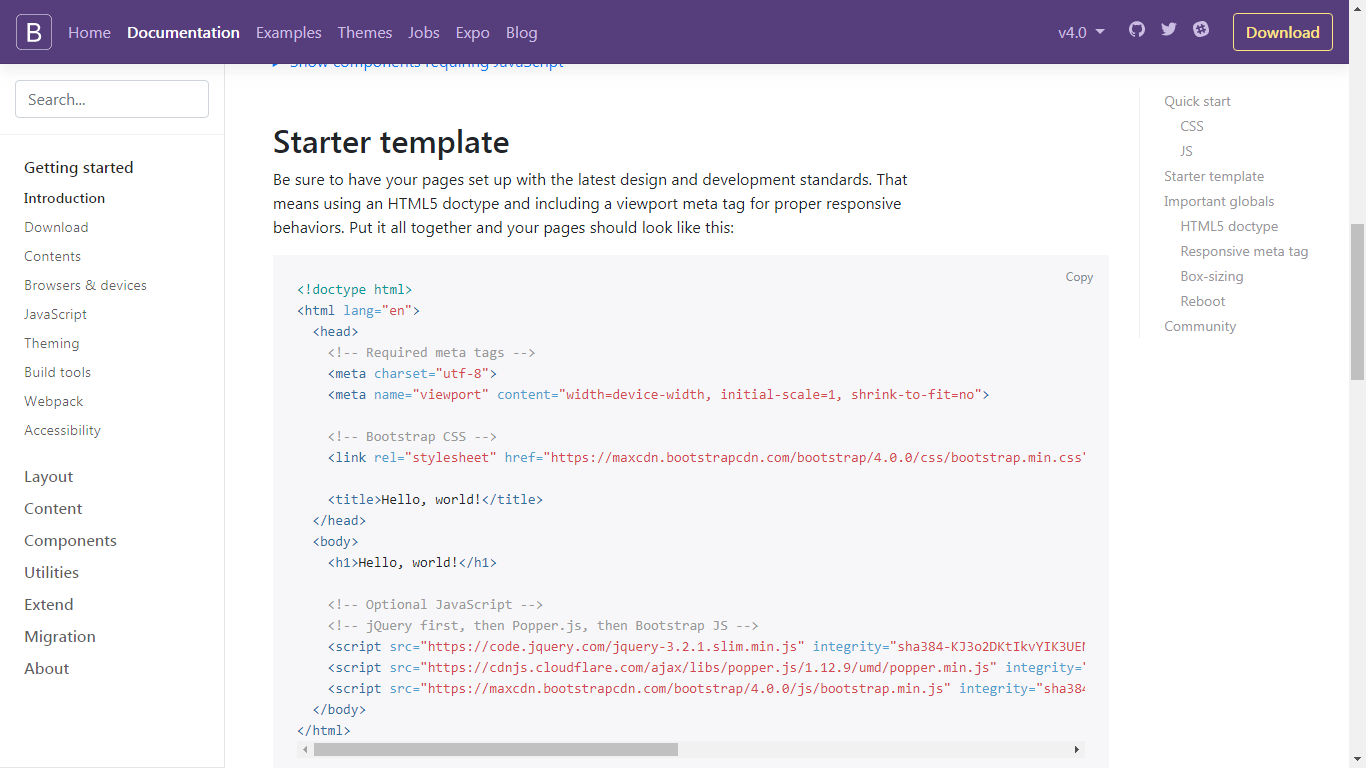 B Home Documentation Examples Themes Jobs Expo Blog v4.0 Download
Show components requiring JavaScript
Search...
Getting started
Introduction
Download
Contents
Browsers & devices
JavaScript
Theming
Build tools
Webpack
Accessibility
Layout
Content
Components
Utilities
Extend
Migration
About
Starter template
Be sure to have your pages set up with the latest design and development standards. That
means using an HTML5 doctype and including a viewport meta tag for proper responsive
behaviors. Put it all together and your pages should look like this:
Copy
<!doctype html>
<html lang="en">
  <head>
    <!-- Required meta tags -->
    <meta charset="utf-8">
    <meta name="viewport" content="width=device-width, initial-scale=1, shrink-to-fit=no">
    <!-- Bootstrap CSS -->
    <link rel="stylesheet" href="https://maxcdn.bootstrapcdn.com/bootstrap/4.0.0/css/bootstrap.min.css"
    <title>Hello, world!</title>
  </head>
  <body>
    <h1>Hello, world!</h1>
    <!-- Optional JavaScript -->
    <!-- jQuery first, then Popper.js, then Bootstrap JS -->
    <script src="https://code.jquery.com/jquery-3.2.1.slim.min.js" integrity="sha384-KJ3o2DKtIkvYIK3UEN
    <script src="https://cdnjs.cloudflare.com/ajax/libs/popper.js/1.12.9/umd/popper.min.js" integrity="
    <script src="https://maxcdn.bootstrapcdn.com/bootstrap/4.0.0/js/bootstrap.min.js" integrity="sha384
  </body>
</html>
Quick start
CSS
JS
Starter template
Important globals
HTML5 doctype
Responsive meta tag
Box-sizing
Reboot
Community